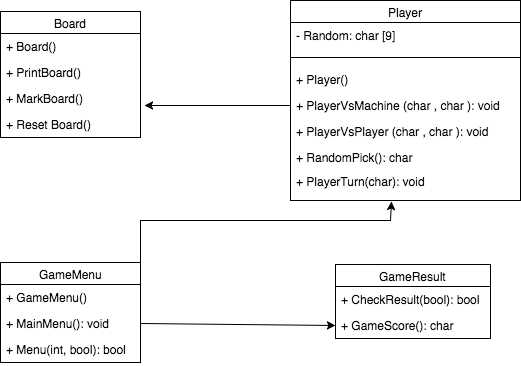 Board
+ Board()
+ PrintBoard()
+ MarkBoard()
+ Reset Board()
Player
- Random: char [9]
+ Player()
+ PlayerVsMachine (char , char ): void
+ PlayerVsPlayer (char , char ): void
+ RandomPick(): char
+ PlayerTurn(char): void
GameMenu
+ GameMenu()
+ MainMenu(): void
+ Menu(int, bool): bool
GameResult
+ CheckResult(bool): bool
+ GameScore(): char